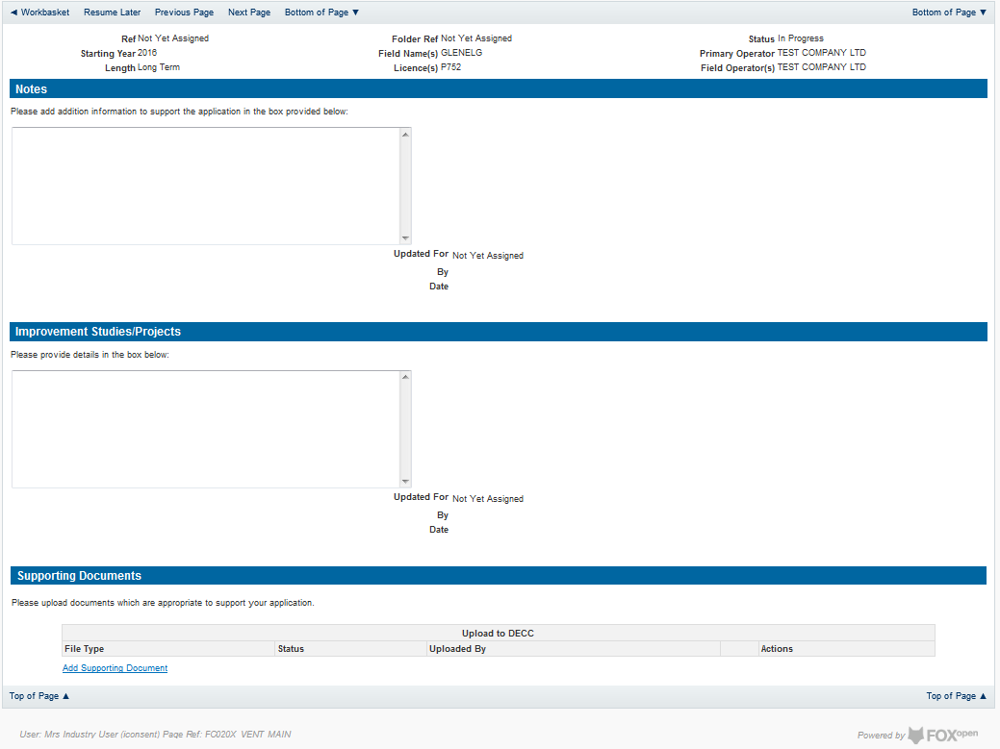 ◄ Workbasket Resume Later Previous Page Next Page Bottom of Page ▼ Bottom of Page ▼
Ref Not Yet Assigned Folder Ref Not Yet Assigned Status In Progress
Starting Year 2016 Field Name(s) GLENELG Primary Operator TEST COMPANY LTD
Length Long Term Licence(s) P752 Field Operator(s) TEST COMPANY LTD
Notes
Please add addition information to support the application in the box provided below:
Updated For Not Yet Assigned
By
Date
Improvement Studies/Projects
Please provide details in the box below:
Updated For Not Yet Assigned
By
Date
Supporting Documents
Please upload documents which are appropriate to support your application.
Upload to DECC
File Type Status Uploaded By Actions
Add Supporting Document
Top of Page ▲ Top of Page ▲
User: Mrs Industry User (iconsent) Page Ref: FC020X_VENT_MAIN Powered by FOXopen